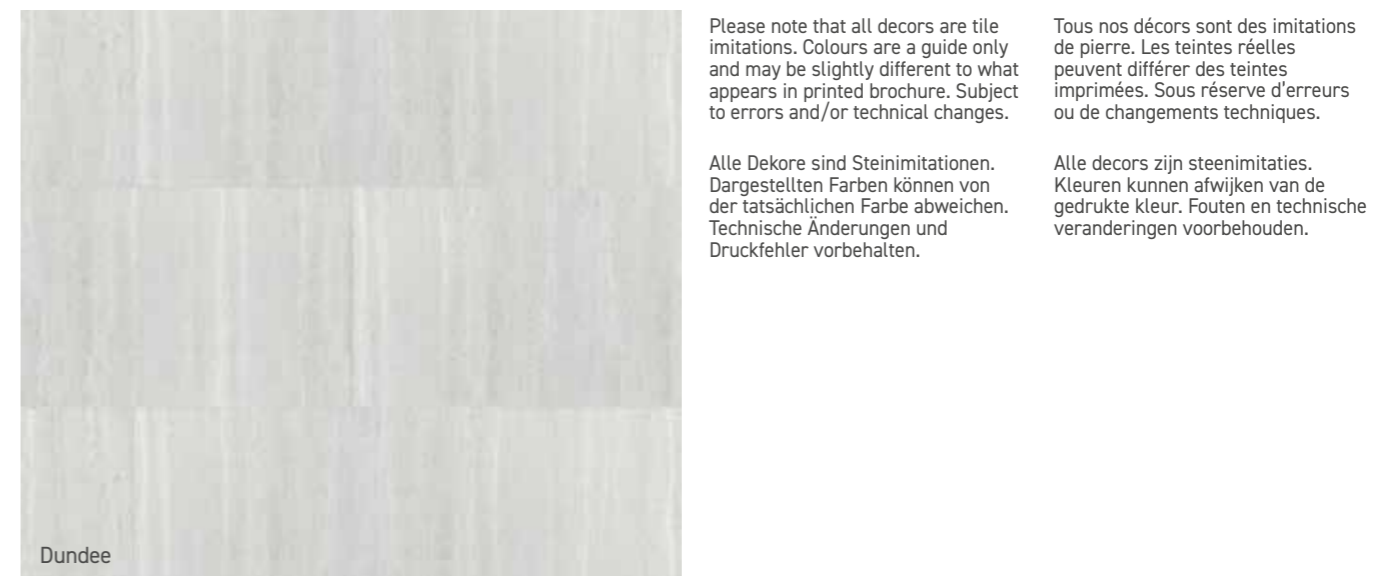 Dundee
Please note that all decors are tile
imitations. Colours are a guide only
and may be slightly different to what
appears in printed brochure. Subject
to errors and/or technical changes.
Alle Dekore sind Steinimitationen.
Dargestellten Farben können von
der tatsächlichen Farbe abweichen.
Technische Änderungen und
Druckfehler vorbehalten.
Tous nos décors sont des imitations
de pierre. Les teintes réelles
peuvent différer des teintes
imprimées. Sous réserve d'erreurs
ou de changements techniques.
Alle decors zijn steenimitaties.
Kleuren kunnen afwijken van de
gedrukte kleur. Fouten en technische
veranderingen voorbehouden.